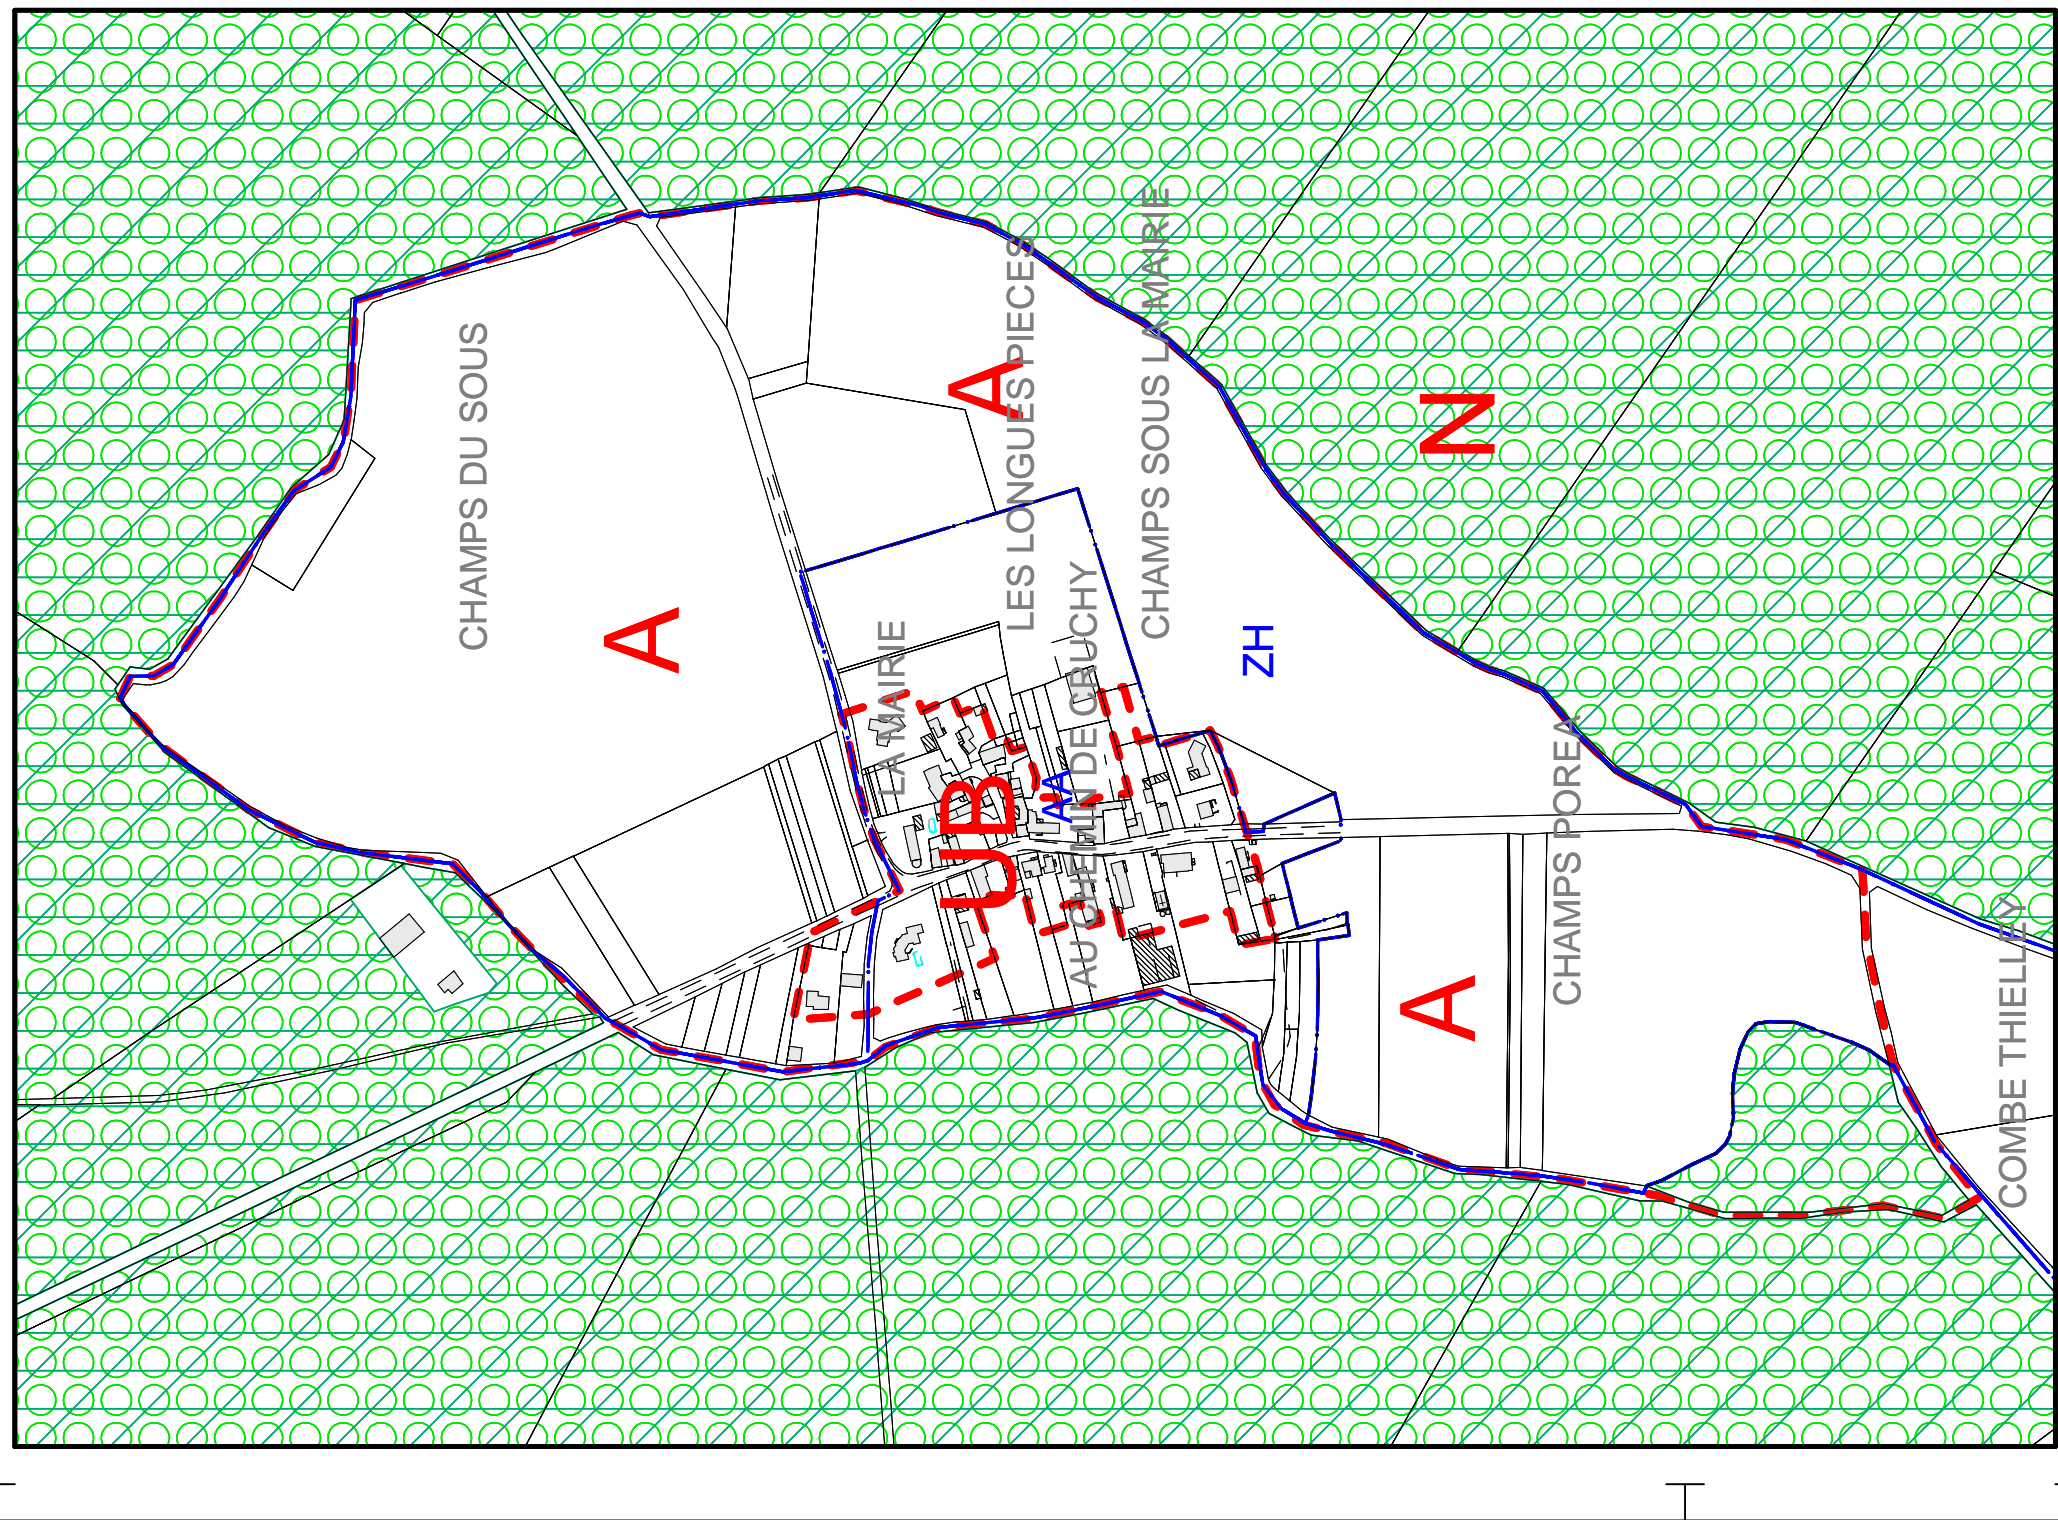 CHAMPS DU SOUS
A
LA MAIRIE
UB
A
LES LONGUES PIECES
AA
AU CHEMIN DE CRUCHY
CHAMPS SOUS LA MAIRIE
ZH
N
A
CHAMPS POREA
COMBE THIELLEY